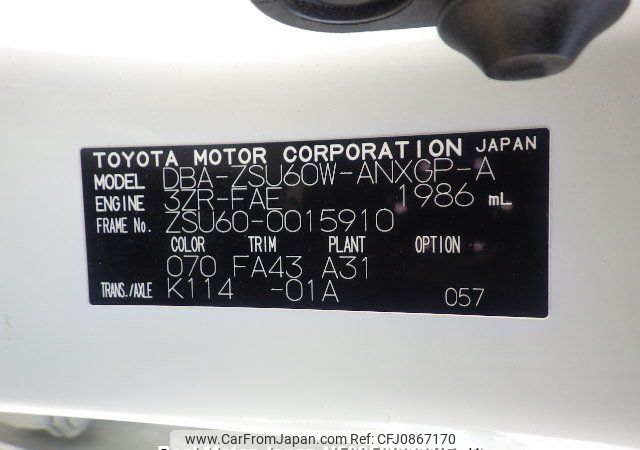 TOYOTA MOTOR CORPORATION JAPAN
MODEL DBA-ZSU60W-ANXGP-A
ENGINE 3ZR-FAE 1986 mL
FRAME No. ZSU60-0015910
COLOR TRIM PLANT OPTION
070 FA43 A31
TRANS./AXLE K114 -01A 057
www.CarFromJapan.com Ref: CFJ0867170